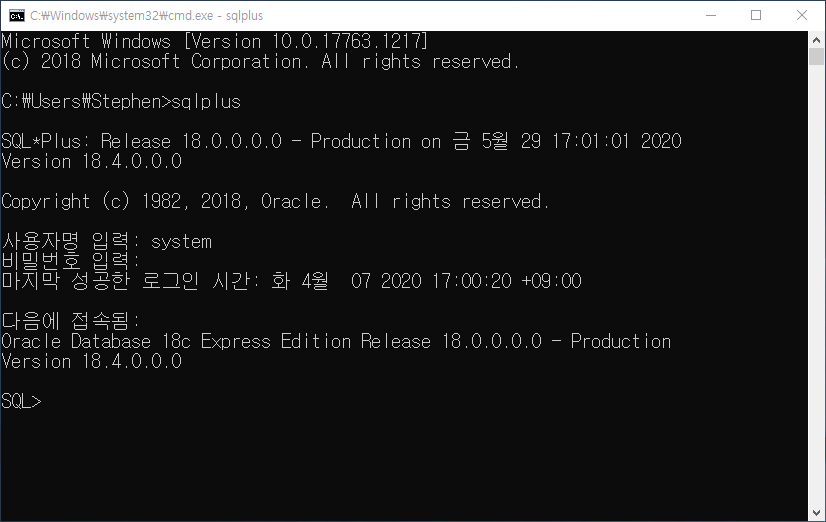 C:₩Windows₩system32₩cmd.exe - sqlplus
Microsoft Windows [Version 10.0.17763.1217]
(c) 2018 Microsoft Corporation. All rights reserved.
C:₩Users₩Stephen>sqlplus
SQL*Plus: Release 18.0.0.0.0 - Production on 금 5월 29 17:01:01 2020
Version 18.4.0.0.0
Copyright (c) 1982, 2018, Oracle.  All rights reserved.
사용자명 입력: system
비밀번호 입력:
마지막 성공한 로그인 시간: 화 4월  07 2020 17:00:20 +09:00
다음에 접속됨:
Oracle Database 18c Express Edition Release 18.0.0.0.0 - Production
Version 18.4.0.0.0
SQL>